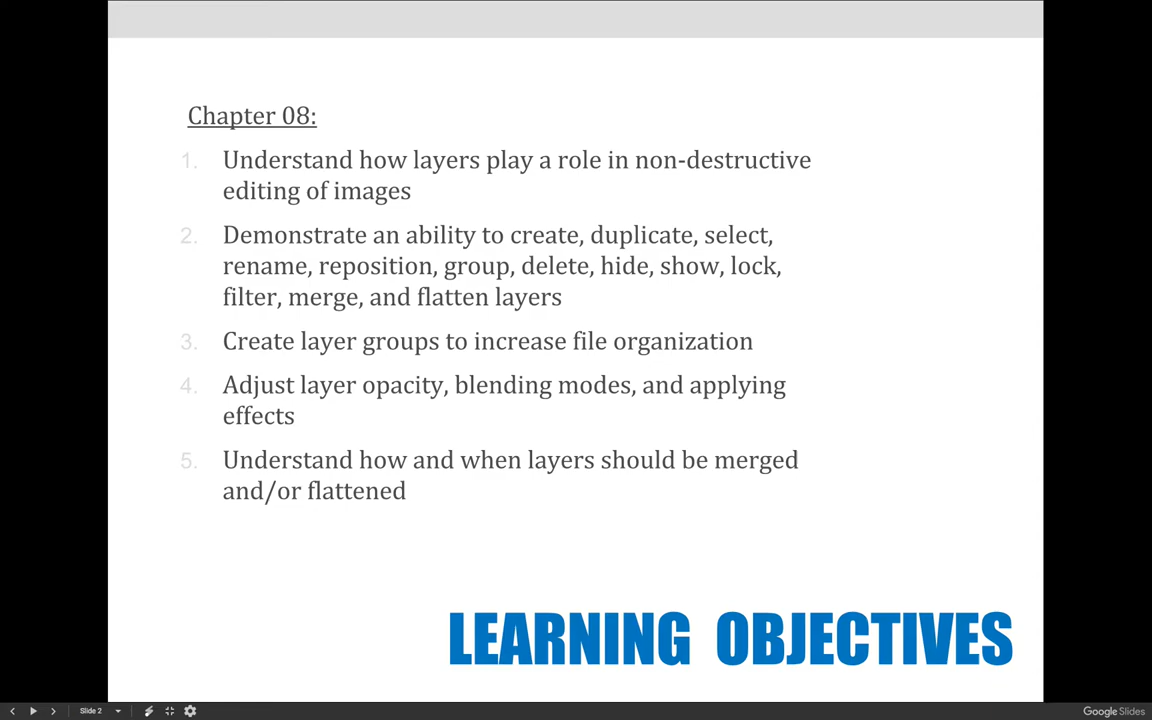 Chapter 08:
1. Understand how layers play a role in non-destructive
editing of images
2. Demonstrate an ability to create, duplicate, select,
rename, reposition, group, delete, hide, show, lock,
filter, merge, and flatten layers
3. Create layer groups to increase file organization
4. Adjust layer opacity, blending modes, and applying
effects
5. Understand how and when layers should be merged
and/or flattened
LEARNING OBJECTIVES
Slide 2
Google Slides